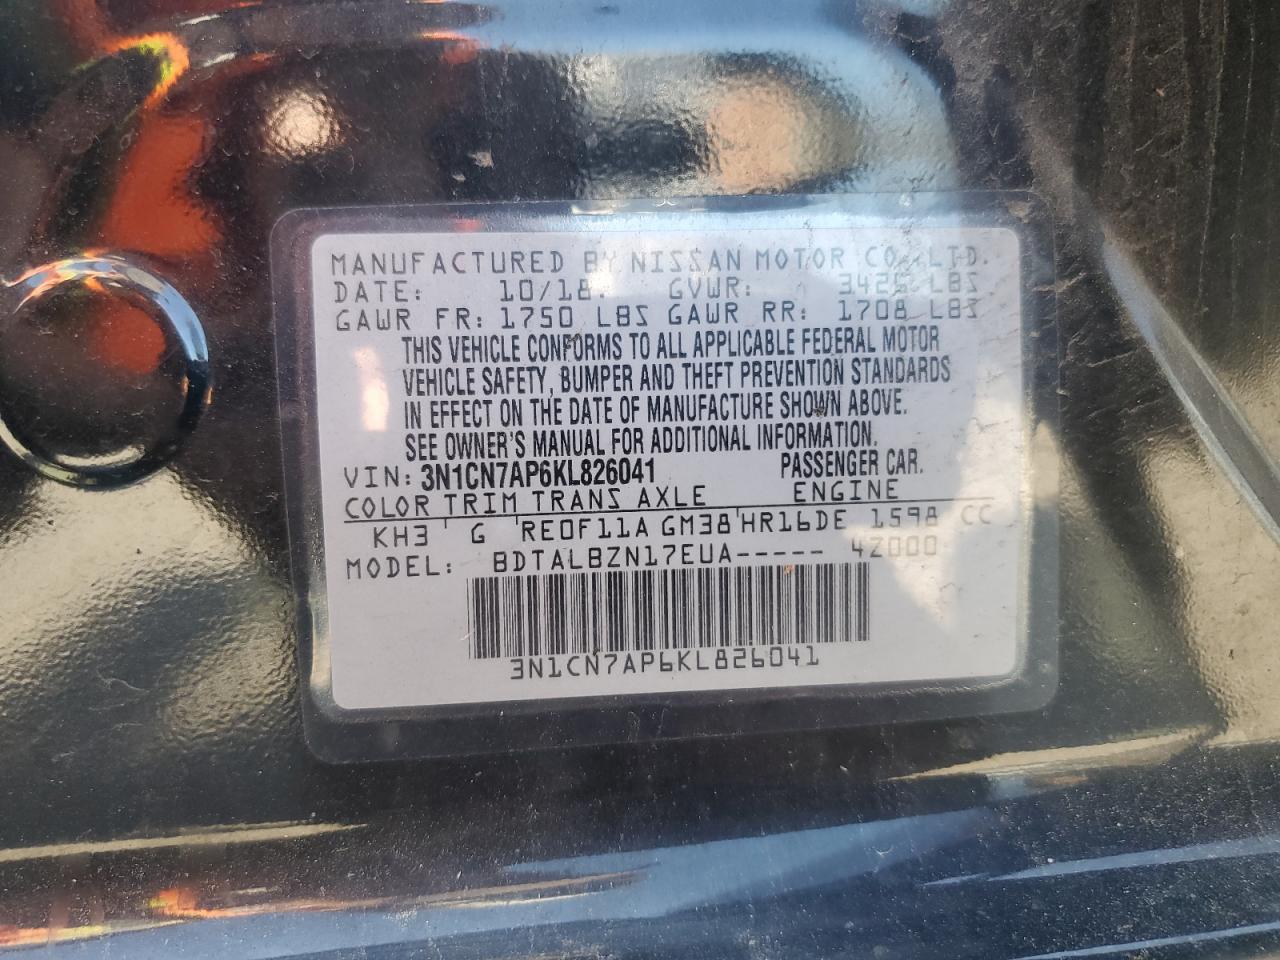 MANUFACTURED BY NISSAN MOTOR CO.,LTD.
DATE: 10/18. GVWR: 3425 LBS
GAWR FR: 1750 LBS GAWR RR: 1708 LBS
THIS VEHICLE CONFORMS TO ALL APPLICABLE FEDERAL MOTOR
VEHICLE SAFETY, BUMPER AND THEFT PREVENTION STANDARDS
IN EFFECT ON THE DATE OF MANUFACTURE SHOWN ABOVE.
SEE OWNER'S MANUAL FOR ADDITIONAL INFORMATION.
VIN: 3N1CN7AP6KL826041 PASSENGER CAR.
COLOR TRIM TRANS AXLE ENGINE
KH3 G RE0F11A GM38 HR16DE 1598 CC
MODEL: BDTALBZN17EUA----- 4Z000
3N1CN7AP6KL826041